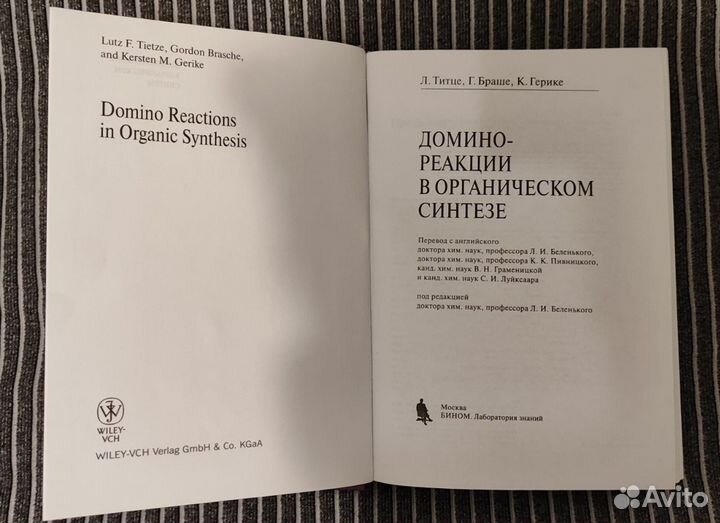 Lutz F. Tietze, Gordon Brasche,
and Kersten M. Gerike
Domino Reactions
in Organic Synthesis
WILEY-
VCH
WILEY-VCH Verlag GmbH & Co. KGaA
Л. Титце, Г. Браше, К. Герике
ДОМИНО-
РЕАКЦИИ
В ОРГАНИЧЕСКОМ
СИНТЕЗЕ
Перевод с английского
доктора хим. наук, профессора Л. И. Беленького,
доктора хим. наук, профессора К. К. Пивницкого,
канд. хим. наук В. Н. Граменицкой
и канд. хим. наук С. И. Луйксаара
под редакцией
доктора хим. наук, профессора Л. И. Беленького
Москва
БИНОМ. Лаборатория знаний
Avito